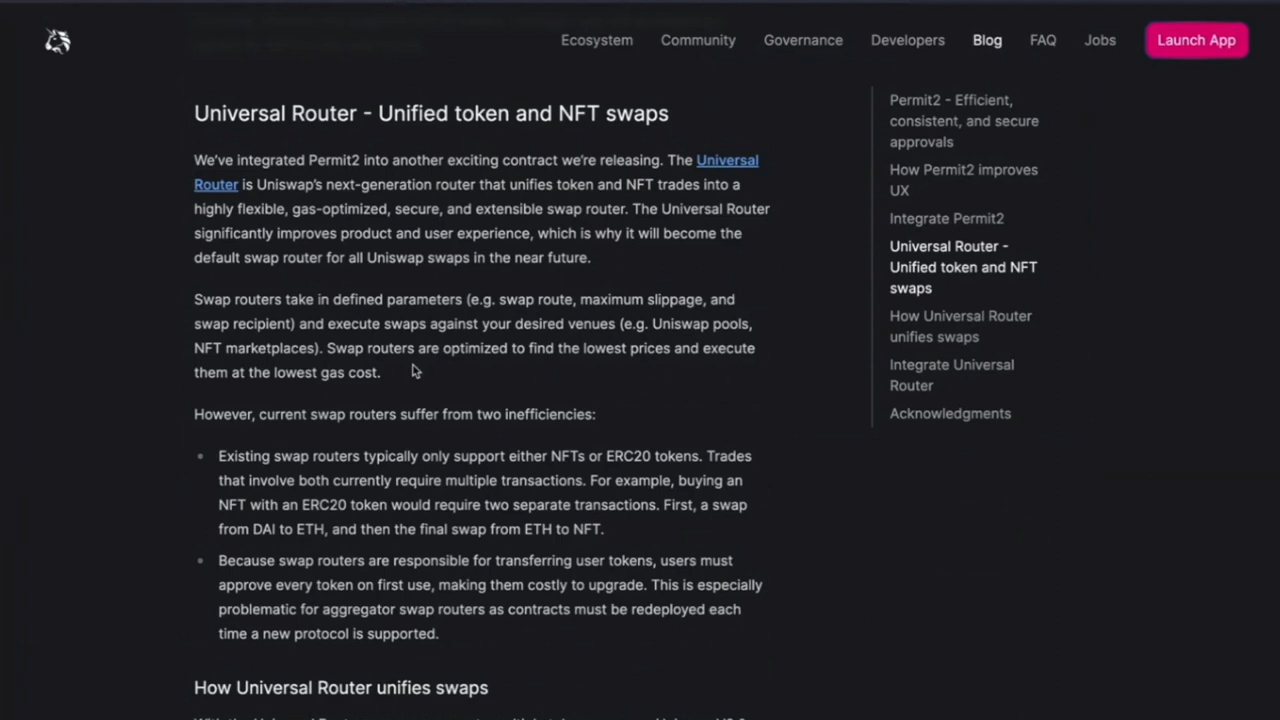 Ecosystem Community Governance Developers Blog FAQ Jobs Launch App
Universal Router - Unified token and NFT swaps
We've integrated Permit2 into another exciting contract we're releasing. The Universal
Router is Uniswap's next-generation router that unifies token and NFT trades into a
highly flexible, gas-optimized, secure, and extensible swap router. The Universal Router
significantly improves product and user experience, which is why it will become the
default swap router for all Uniswap swaps in the near future.
Swap routers take in defined parameters (e.g. swap route, maximum slippage, and
swap recipient) and execute swaps against your desired venues (e.g. Uniswap pools,
NFT marketplaces). Swap routers are optimized to find the lowest prices and execute
them at the lowest gas cost.
However, current swap routers suffer from two inefficiencies:
Existing swap routers typically only support either NFTs or ERC20 tokens. Trades
that involve both currently require multiple transactions. For example, buying an
NFT with an ERC20 token would require two separate transactions. First, a swap
from DAI to ETH, and then the final swap from ETH to NFT.
Because swap routers are responsible for transferring user tokens, users must
approve every token on first use, making them costly to upgrade. This is especially
problematic for aggregator swap routers as contracts must be redeployed each
time a new protocol is supported.
How Universal Router unifies swaps
Permit2 - Efficient,
consistent, and secure
approvals
How Permit2 improves
UX
Integrate Permit2
Universal Router -
Unified token and NFT
swaps
How Universal Router
unifies swaps
Integrate Universal
Router
Acknowledgments